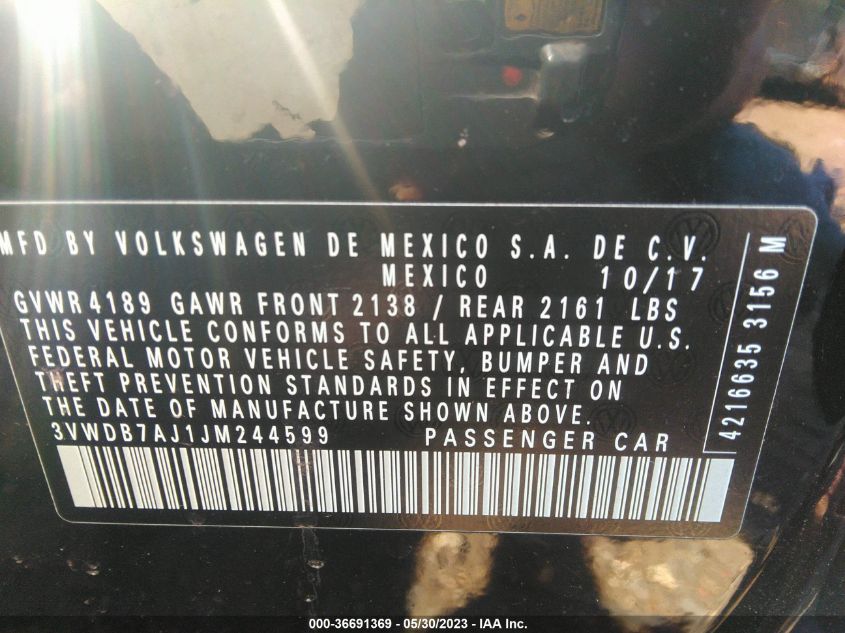 MFD BY VOLKSWAGEN DE MEXICO S.A. DE C.V.
MEXICO 10/17
GVWR 4189 GAWR FRONT 2138 / REAR 2161 LBS
THIS VEHICLE CONFORMS TO ALL APPLICABLE U.S.
FEDERAL MOTOR VEHICLE SAFETY, BUMPER AND
THEFT PREVENTION STANDARDS IN EFFECT ON
THE DATE OF MANUFACTURE SHOWN ABOVE.
3VWDB7AJ1JM244599 PASSENGER CAR
4216635 3156 M
000-36691369 - 05/30/2023 - IAA Inc.